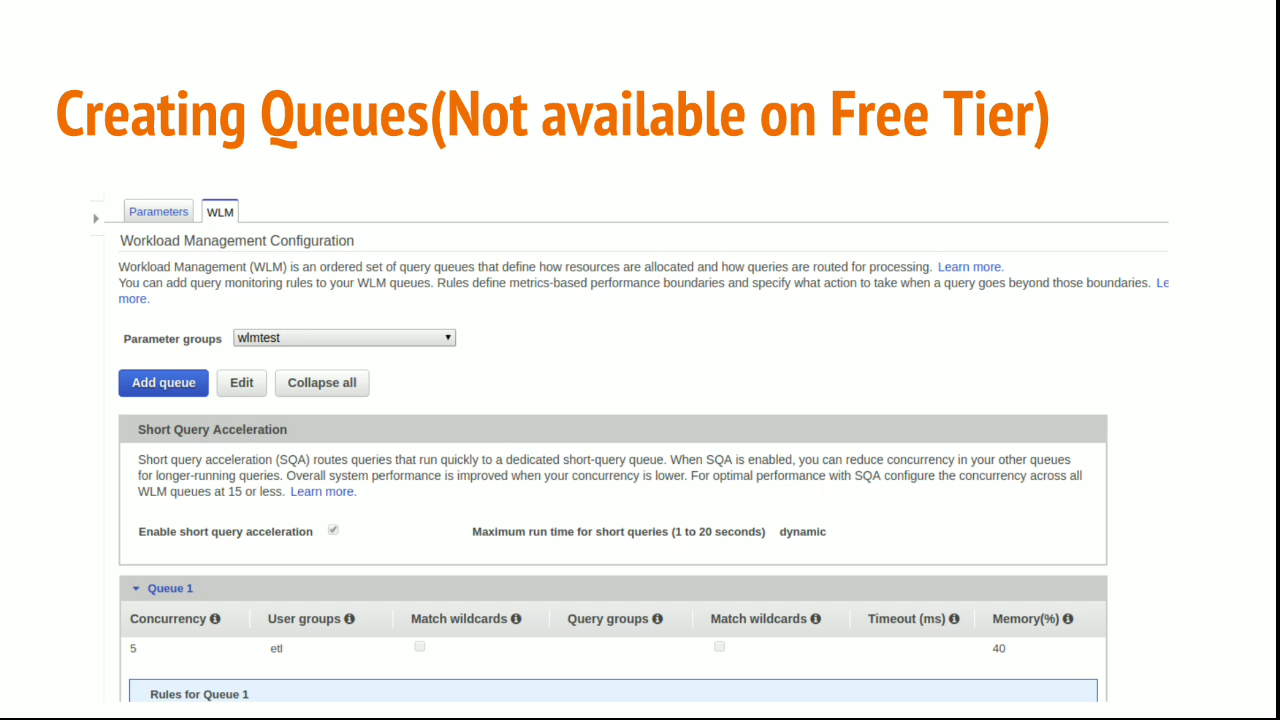 Creating Queues(Not available on Free Tier)
Parameters WLM
Workload Management Configuration
Workload Management (WLM) is an ordered set of query queues that define how resources are allocated and how queries are routed for processing. Learn more.
You can add query monitoring rules to your WLM queues. Rules define metrics-based performance boundaries and specify what action to take when a query goes beyond those boundaries. Le
more.
Parameter groups wlmtest
Add queue Edit Collapse all
Short Query Acceleration
Short query acceleration (SQA) routes queries that run quickly to a dedicated short-query queue. When SQA is enabled, you can reduce concurrency in your other queues
for longer-running queries. Overall system performance is improved when your concurrency is lower. For optimal performance with SQA configure the concurrency across all
WLM queues at 15 or less. Learn more.
Enable short query acceleration Maximum run time for short queries (1 to 20 seconds) dynamic
Queue 1
Concurrency User groups Match wildcards Query groups Match wildcards Timeout (ms) Memory(%)
5 etl 40
Rules for Queue 1